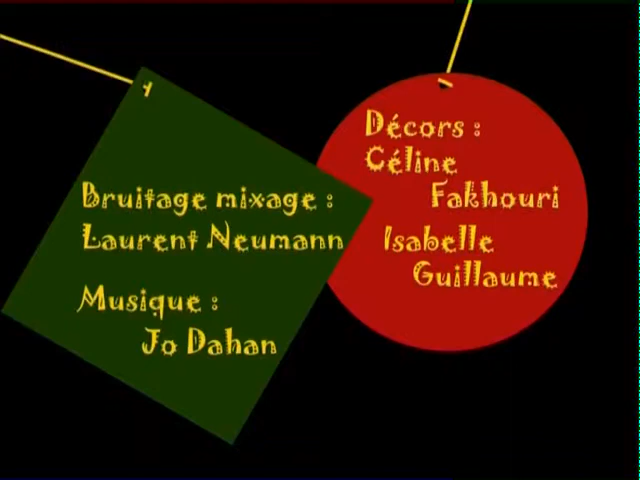 Bruitage mixage :
Laurent Neumann
Musique :
Jo Dahan
Décors :
Céline
Fakhouri
Isabelle
Guillaume